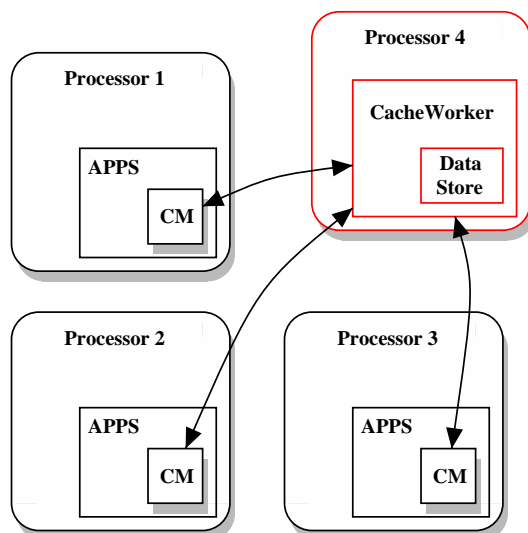 Processor 1
APPS
CM
Processor 4
CacheWorker
Data
Store
Processor 2
APPS
CM
Processor 3
APPS
CM